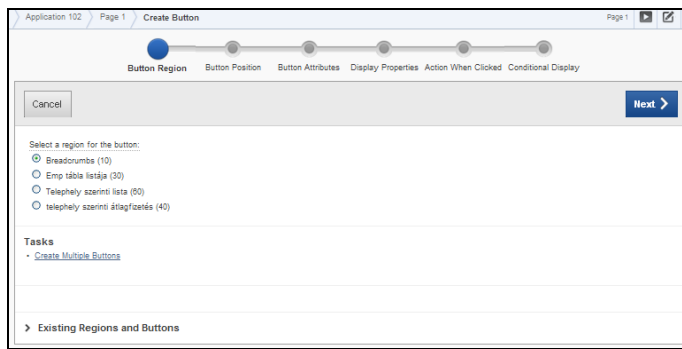 Application 102 Page 1 Create Button Page 1
Button Region Button Position Button Attributes Display Properties Action When Clicked Conditional Display
Cancel Next
Select a region for the button:
Breadcrumbs (10)
Emp tábla listája (30)
Telephely szerinti lista (60)
telephely szerinti átlagfizetés (40)
Tasks
Create Multiple Buttons
Existing Regions and Buttons